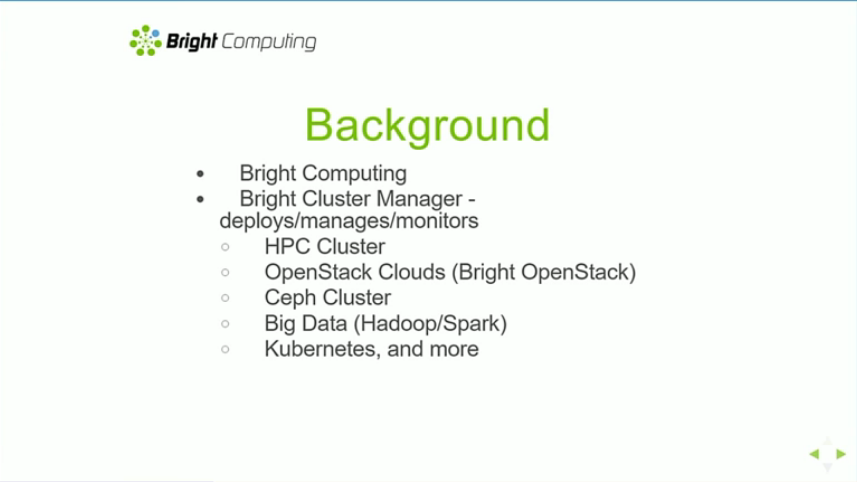 Bright Computing
Background
• Bright Computing
• Bright Cluster Manager -
deploys/manages/monitors
○ HPC Cluster
○ OpenStack Clouds (Bright OpenStack)
○ Ceph Cluster
○ Big Data (Hadoop/Spark)
○ Kubernetes, and more